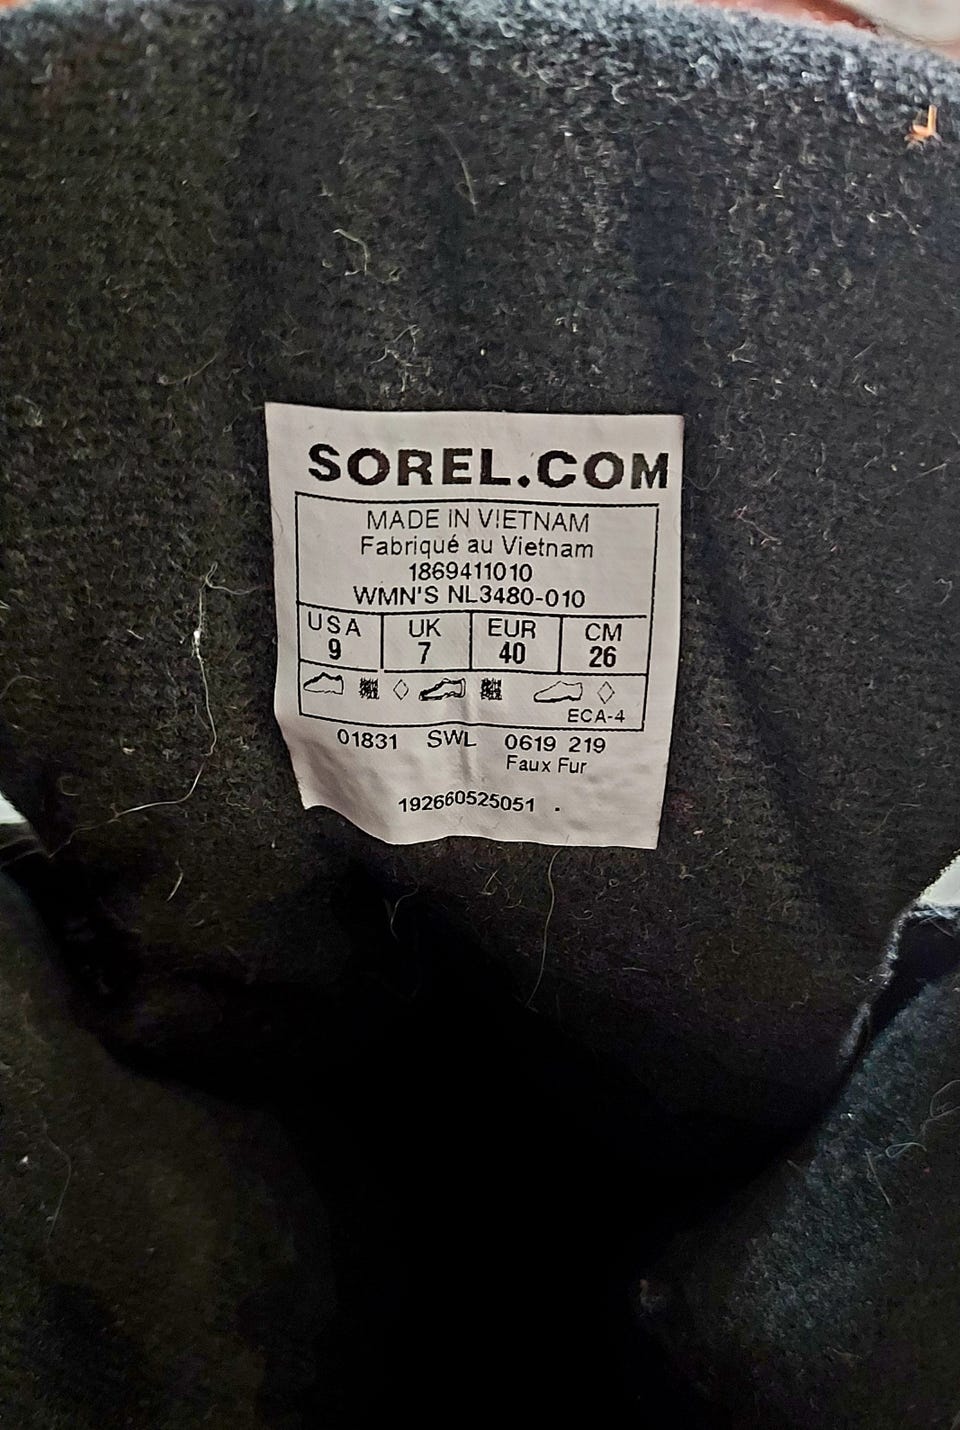 SOREL.COM
MADE IN VIETNAM
Fabriqué au Vietnam
1869411010
WMN'S NL3480-010
USA UK EUR CM
9 7 40 26
ECA-4
01831 SWL 0619 219
Faux Fur
192660525051 .